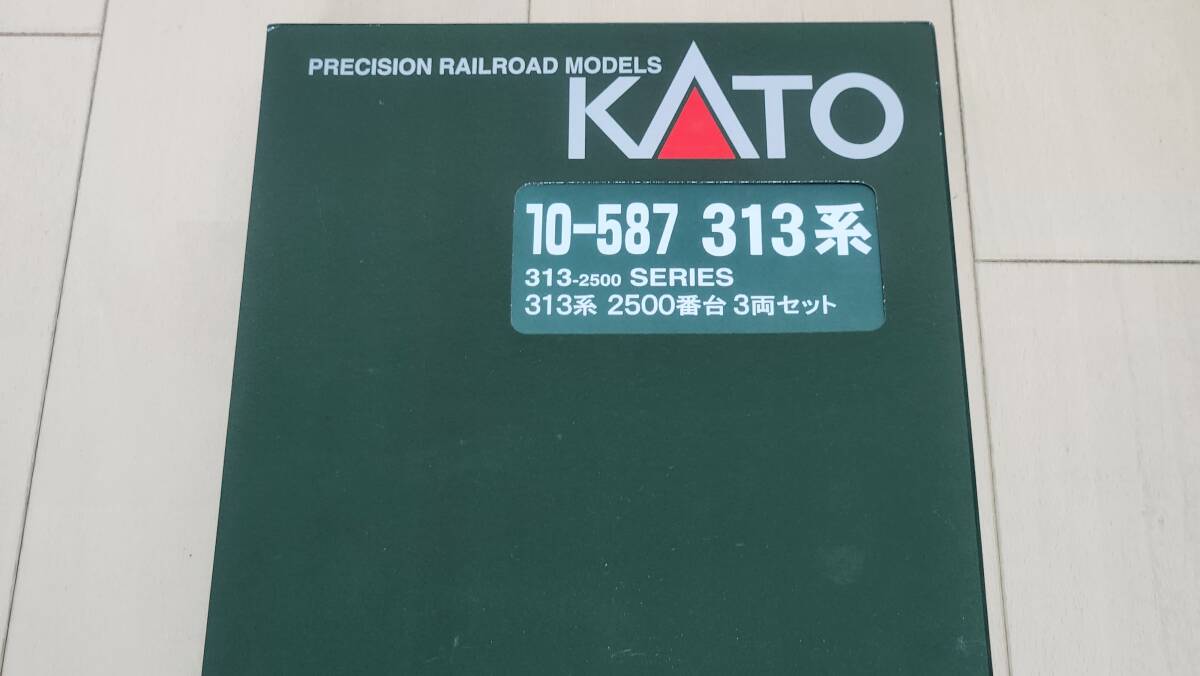 PRECISION RAILROAD MODELS
KATO
10-587 313系
313-2500 SERIES
313系 2500番台 3両セット